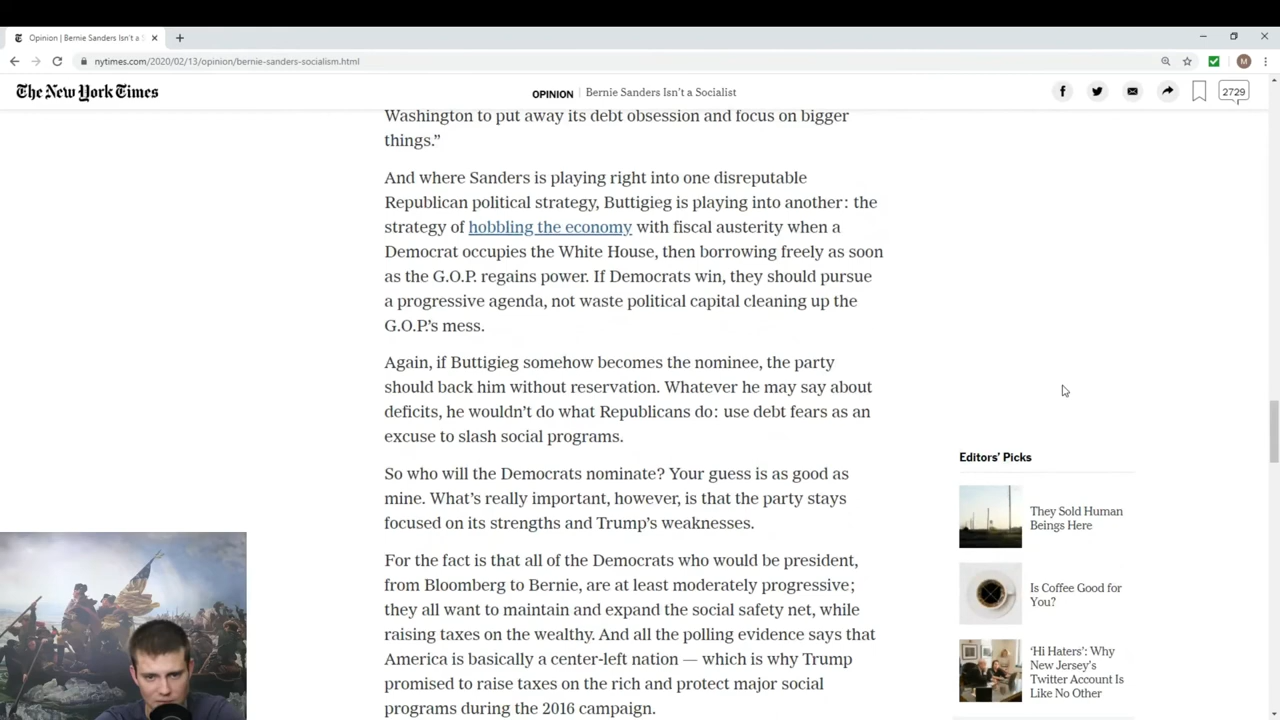 Opinion | Bernie Sanders Isn't a S
nytimes.com/2020/02/13/opinion/bernie-sanders-socialism.html
M
The New York Times
OPINION | Bernie Sanders Isn't a Socialist
2729
Washington to put away its debt obsession and focus on bigger
things.”
And where Sanders is playing right into one disreputable
Republican political strategy, Buttigieg is playing into another: the
strategy of hobbling the economy with fiscal austerity when a
Democrat occupies the White House, then borrowing freely as soon
as the G.O.P. regains power. If Democrats win, they should pursue
a progressive agenda, not waste political capital cleaning up the
G.O.P.’s mess.
Again, if Buttigieg somehow becomes the nominee, the party
should back him without reservation. Whatever he may say about
deficits, he wouldn’t do what Republicans do: use debt fears as an
excuse to slash social programs.
So who will the Democrats nominate? Your guess is as good as
mine. What’s really important, however, is that the party stays
focused on its strengths and Trump’s weaknesses.
For the fact is that all of the Democrats who would be president,
from Bloomberg to Bernie, are at least moderately progressive;
they all want to maintain and expand the social safety net, while
raising taxes on the wealthy. And all the polling evidence says that
America is basically a center-left nation — which is why Trump
promised to raise taxes on the rich and protect major social
programs during the 2016 campaign.
Editors’ Picks
They Sold Human
Beings Here
Is Coffee Good for
You?
‘Hi Haters’: Why
New Jersey’s
Twitter Account Is
Like No Other